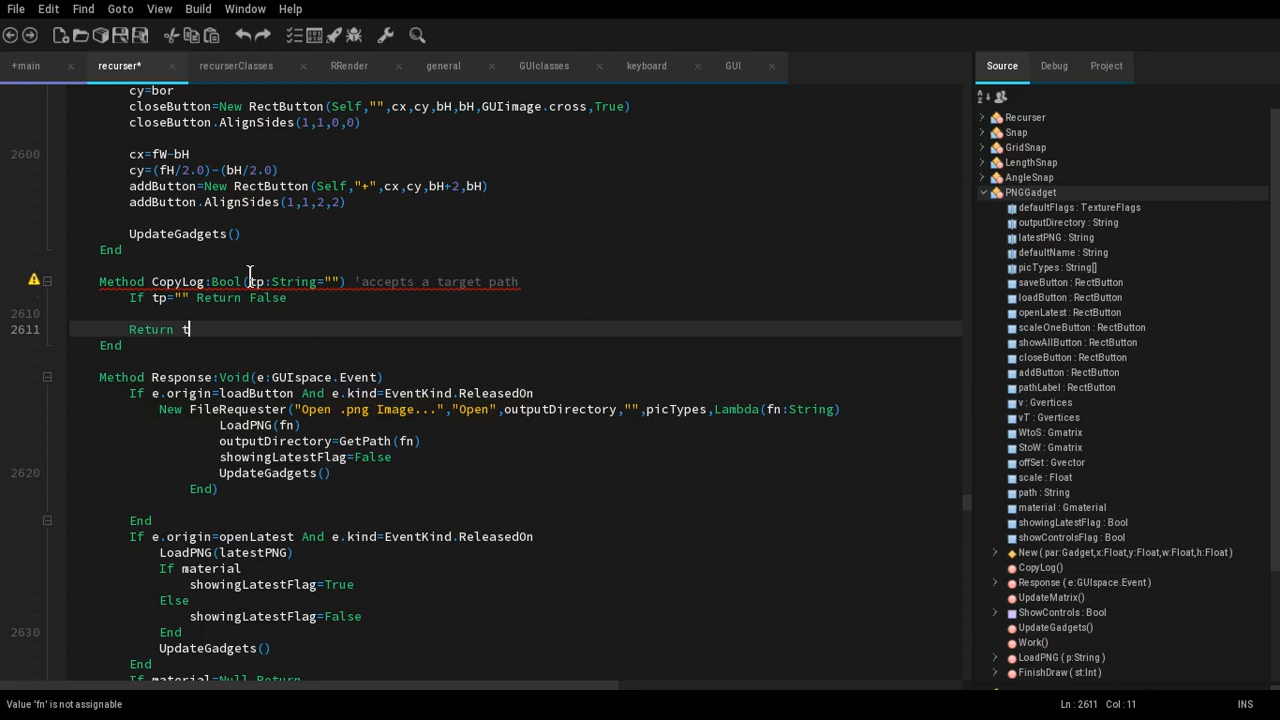 File Edit Find Goto View Build Window Help
+main recurser* recurserClasses RRender general GUIclasses keyboard GUI
cy=bor
closeButton=New RectButton(Self,"",cx,cy,bH,bH,GUIimage.cross,True)
closeButton.AlignSides(1,1,0,0)
2600 cx=fW-bH
cy=(fH/2.0)-(bH/2.0)
addButton=New RectButton(Self,"+",cx,cy,bH+2,bH)
addButton.AlignSides(1,1,2,2)
UpdateGadgets()
End
Method CopyLog:Bool(tp:String="") 'accepts a target path
If tp="" Return False
2610
2611 Return t
End
Method Response:Void(e:GUIspace.Event)
If e.origin=loadButton And e.kind=EventKind.ReleasedOn
New FileRequester("Open .png Image...","Open",outputDirectory,"",picTypes,Lambda(fn:String)
LoadPNG(fn)
outputDirectory=GetPath(fn)
showingLatestFlag=False
2620 UpdateGadgets()
End)
End
If e.origin=openLatest And e.kind=EventKind.ReleasedOn
LoadPNG(latestPNG)
If material
showingLatestFlag=True
Else
showingLatestFlag=False
2630 End
UpdateGadgets()
End
If material=Null Return
Source Debug Project
Recurser
Snap
GridSnap
LengthSnap
AngleSnap
PNGGadget
defaultFlags : TextureFlags
outputDirectory : String
latestPNG : String
defaultName : String
picTypes : String[]
saveButton : RectButton
loadButton : RectButton
openLatest : RectButton
scaleOneButton : RectButton
showAllButton : RectButton
closeButton : RectButton
addButton : RectButton
pathLabel : RectButton
v : Gvertices
vT : Gvertices
WtoS : Gmatrix
StoW : Gmatrix
offSet : Gvector
scale : Float
path : String
material : Gmaterial
showingLatestFlag : Bool
showControlsFlag : Bool
New ( par:Gadget,x:Float,y:Float,w:Float,h:Float )
CopyLog()
Response ( e:GUIspace.Event )
UpdateMatrix()
ShowControls : Bool
UpdateGadgets()
Work()
LoadPNG ( p:String )
FinishDraw ( st:Int )
Value 'fn' is not assignable Ln : 2611 Col : 11 INS